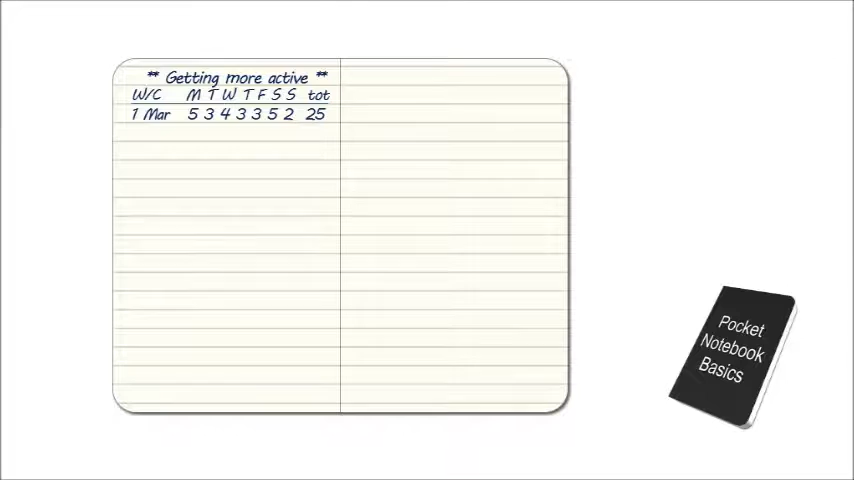 ** Getting more active **
W/C M T W T F S S tot
1 Mar 5 3 4 3 3 5 2 25
Pocket
Notebook
Basics